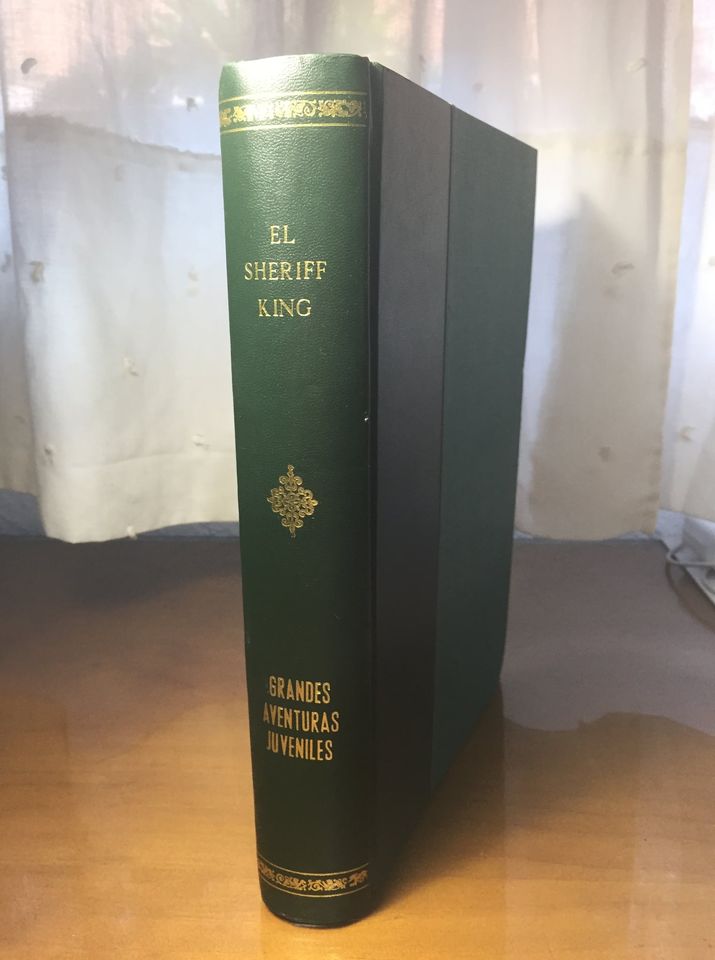 EL
SHERIFF
KING
GRANDES
AVENTURAS
JUVENILES